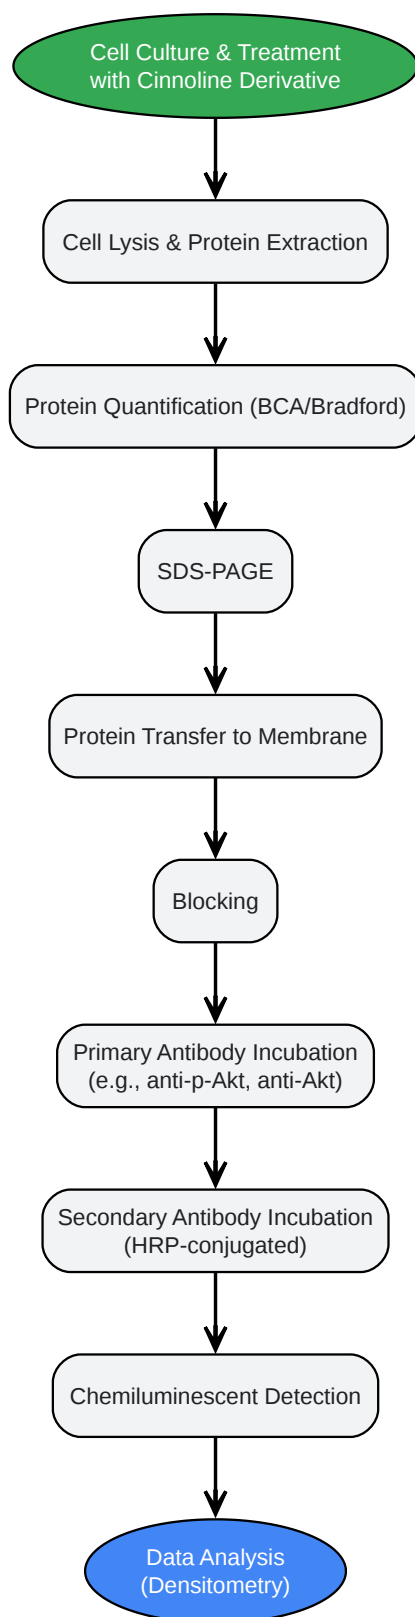 Cell Culture & Treatment
with Cinnoline Derivative
Cell Lysis & Protein Extraction
Protein Quantification (BCA/Bradford)
SDS-PAGE
Protein Transfer to Membrane
Blocking
Primary Antibody Incubation
(e.g., anti-p-Akt, anti-Akt)
Secondary Antibody Incubation
(HRP-conjugated)
Chemiluminescent Detection
Data Analysis
(Densitometry)